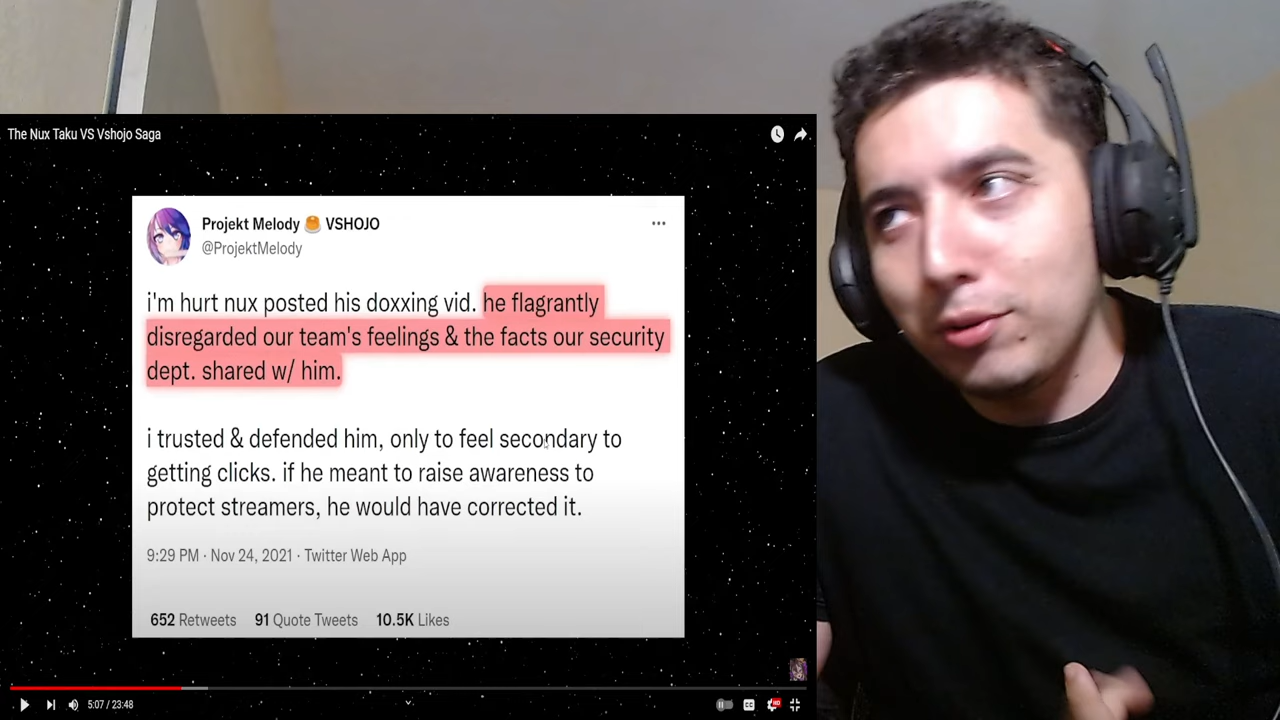 The Nux Taku VS Vshojo Saga
Projekt Melody VSHOJO
@ProjektMelody
i'm hurt nux posted his doxxing vid. he flagrantly
disregarded our team's feelings & the facts our security
dept. shared w/ him.
i trusted & defended him, only to feel secondary to
getting clicks. if he meant to raise awareness to
protect streamers, he would have corrected it.
9:29 PM · Nov 24, 2021 · Twitter Web App
652 Retweets 91 Quote Tweets 10.5K Likes
5:07 / 23:48
CC
HD